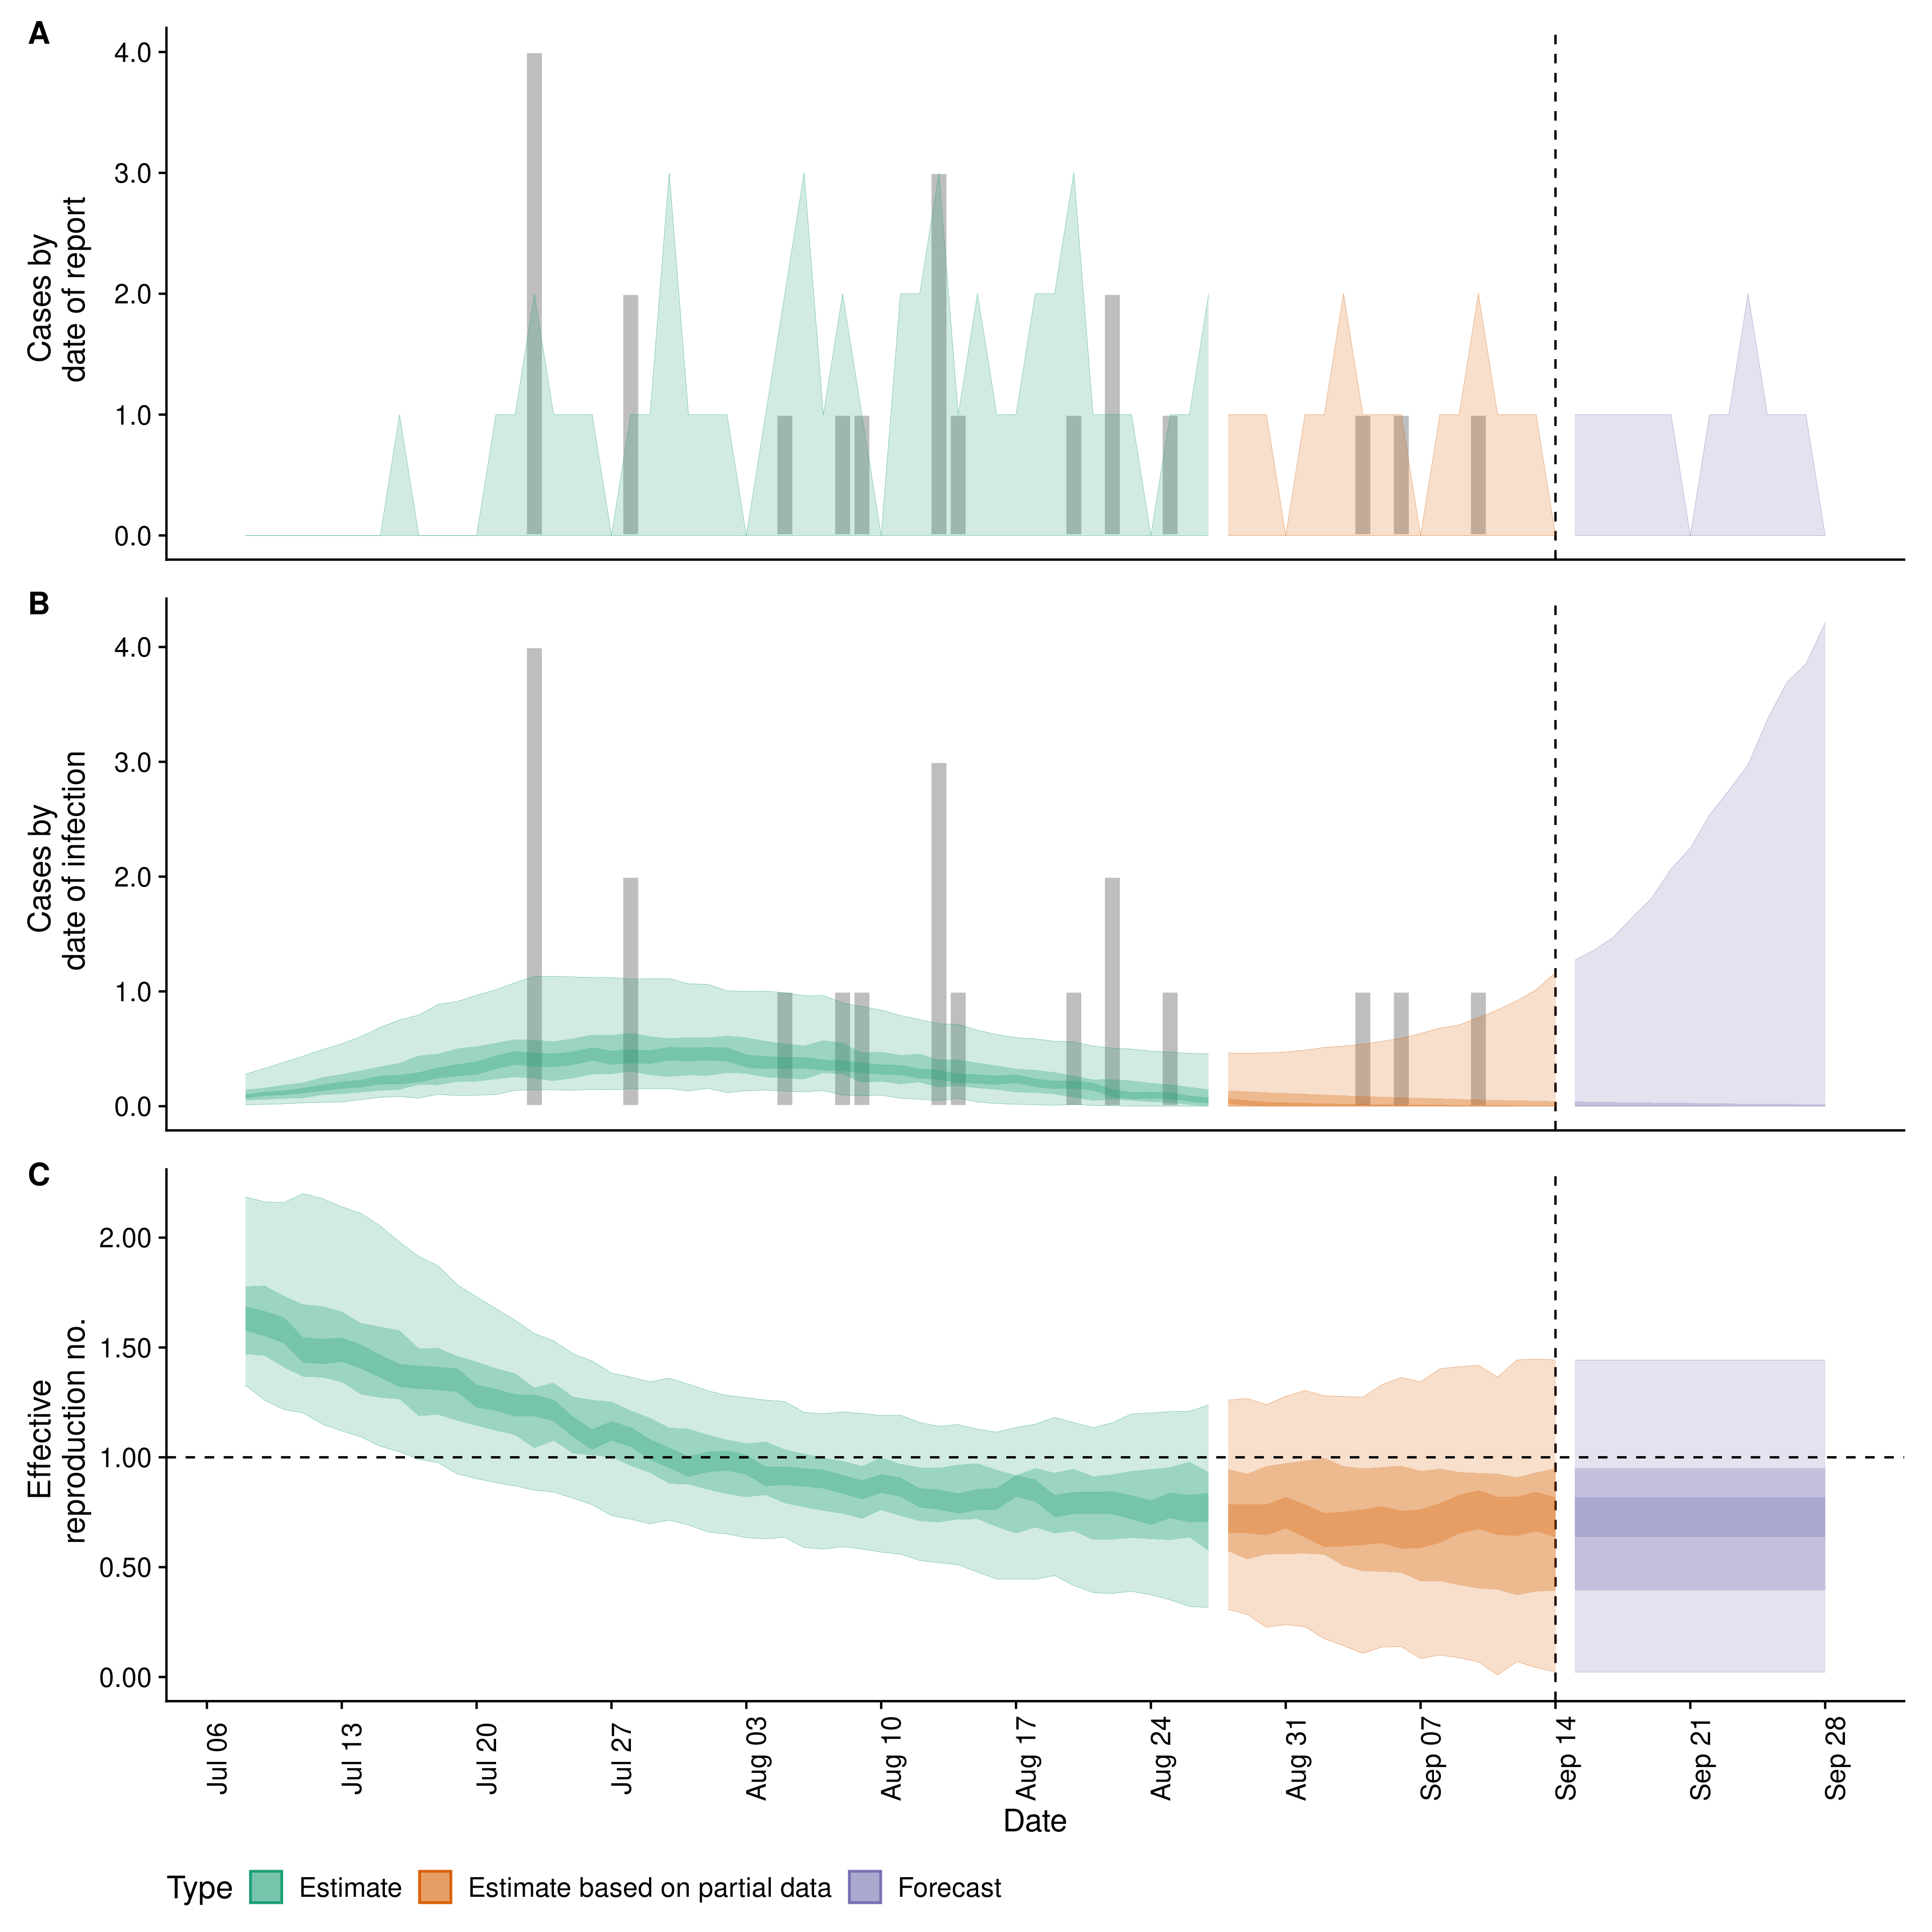 A
4.0
3.0
2.0
1.0
0.0
Cases by
date of report
B
4.0
3.0
2.0
1.0
0.0
Cases by
date of infection
C
2.00
1.50
1.00
0.50
0.00
Effective
reproduction no.
Jul 06
Jul 13
Jul 20
Jul 27
Aug 03
Aug 10
Aug 17
Aug 24
Aug 31
Sep 07
Sep 14
Sep 21
Sep 28
Date
Type Estimate Estimate based on partial data Forecast